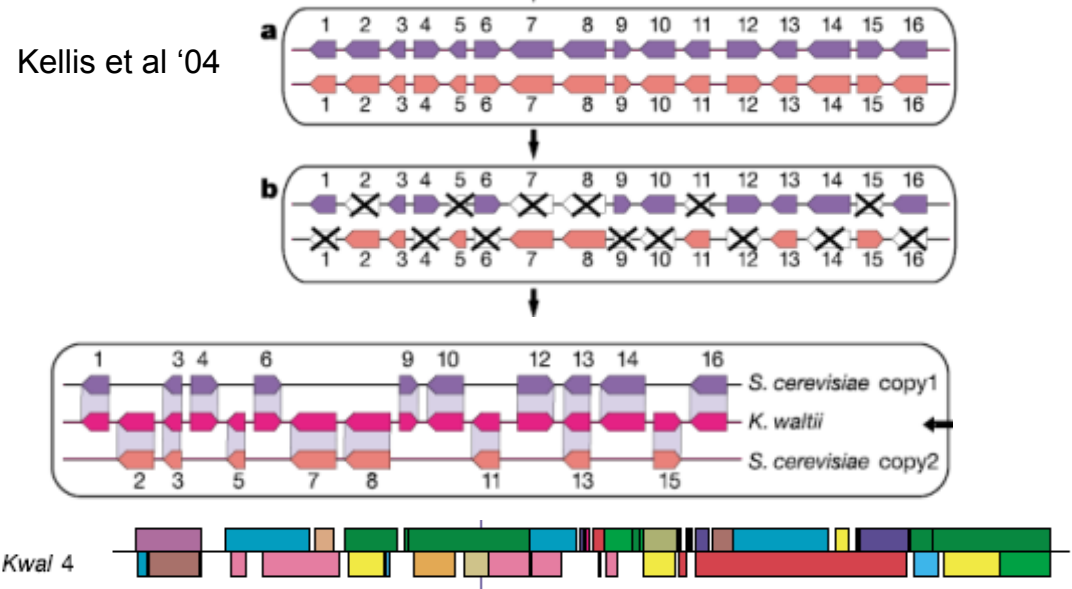 Kellis et al ‘04
a
1 2 3 4 5 6 7 8 9 10 11 12 13 14 15 16
1 2 3 4 5 6 7 8 9 10 11 12 13 14 15 16
b
1 2 3 4 5 6 7 8 9 10 11 12 13 14 15 16
1 2 3 4 5 6 7 8 9 10 11 12 13 14 15 16
1 3 4 6 9 10 12 13 14 16
S. cerevisiae copy1
K. waltii
S. cerevisiae copy2
2 3 5 7 8 11 13 15
Kwal 4